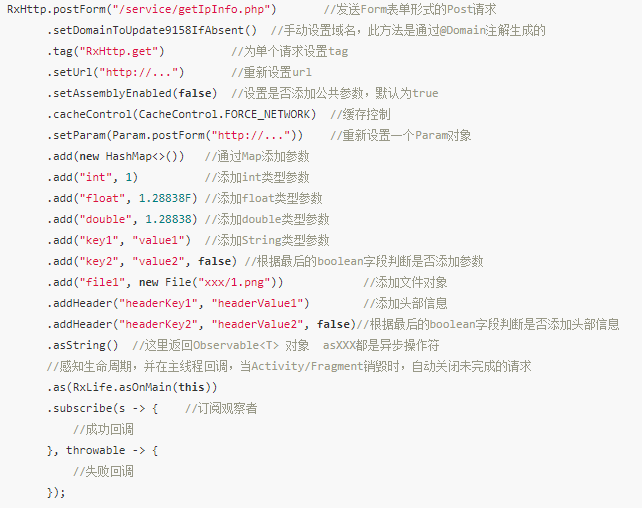 RxHttp.postForm("/service/getIpInfo.php")       //发送Form表单形式的Post请求
      .setDomainToUpdate9158IfAbsent()  //手动设置域名，此方法是通过@Domain注解生成的
      .tag("RxHttp.get")          //为单个请求设置tag
      .setUrl("http://...")       //重新设置url
      .setAssemblyEnabled(false)  //设置是否添加公共参数，默认为true
      .cacheControl(CacheControl.FORCE_NETWORK)  //缓存控制
      .setParam(Param.postForm("http://..."))    //重新设置一个Param对象
      .add(new HashMap<>())   //通过Map添加参数
      .add("int", 1)          //添加int类型参数
      .add("float", 1.28838F) //添加float类型参数
      .add("double", 1.28838) //添加double类型参数
      .add("key1", "value1")  //添加String类型参数
      .add("key2", "value2", false) //根据最后的boolean字段判断是否添加参数
      .add("file1", new File("xxx/1.png"))            //添加文件对象
      .addHeader("headerKey1", "headerValue1")        //添加头部信息
      .addHeader("headerKey2", "headerValue2", false)//根据最后的boolean字段判断是否添加头部信息
      .asString()  //这里返回Observable<T> 对象  asXXX都是异步操作符
      //感知生命周期，并在主线程回调，当Activity/Fragment销毁时，自动关闭未完成的请求
      .as(RxLife.asOnMain(this))
      .subscribe(s -> {    //订阅观察者
          //成功回调
      }, throwable -> {
          //失败回调
      });